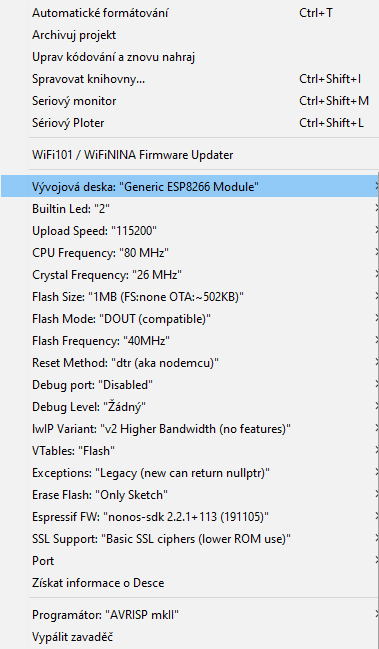 Automatické formátování Ctrl+T
Archivuj projekt
Uprav kódování a znovu nahraj
Spravovat knihovny... Ctrl+Shift+I
Seriový monitor Ctrl+Shift+M
Sériový Ploter Ctrl+Shift+L
WiFi101 / WiFiNINA Firmware Updater
Vývojová deska: "Generic ESP8266 Module"
Builtin Led: "2"
Upload Speed: "115200"
CPU Frequency: "80 MHz"
Crystal Frequency: "26 MHz"
Flash Size: "1MB (FS:none OTA:~502KB)"
Flash Mode: "DOUT (compatible)"
Flash Frequency: "40MHz"
Reset Method: "dtr (aka nodemcu)"
Debug port: "Disabled"
Debug Level: "Žádný"
lwIP Variant: "v2 Higher Bandwidth (no features)"
VTables: "Flash"
Exceptions: "Legacy (new can return nullptr)"
Erase Flash: "Only Sketch"
Espressif FW: "nonos-sdk 2.2.1+113 (191105)"
SSL Support: "Basic SSL ciphers (lower ROM use)"
Port
Získat informace o Desce
Programátor: "AVRISP mkII"
Vypálit zavaděč